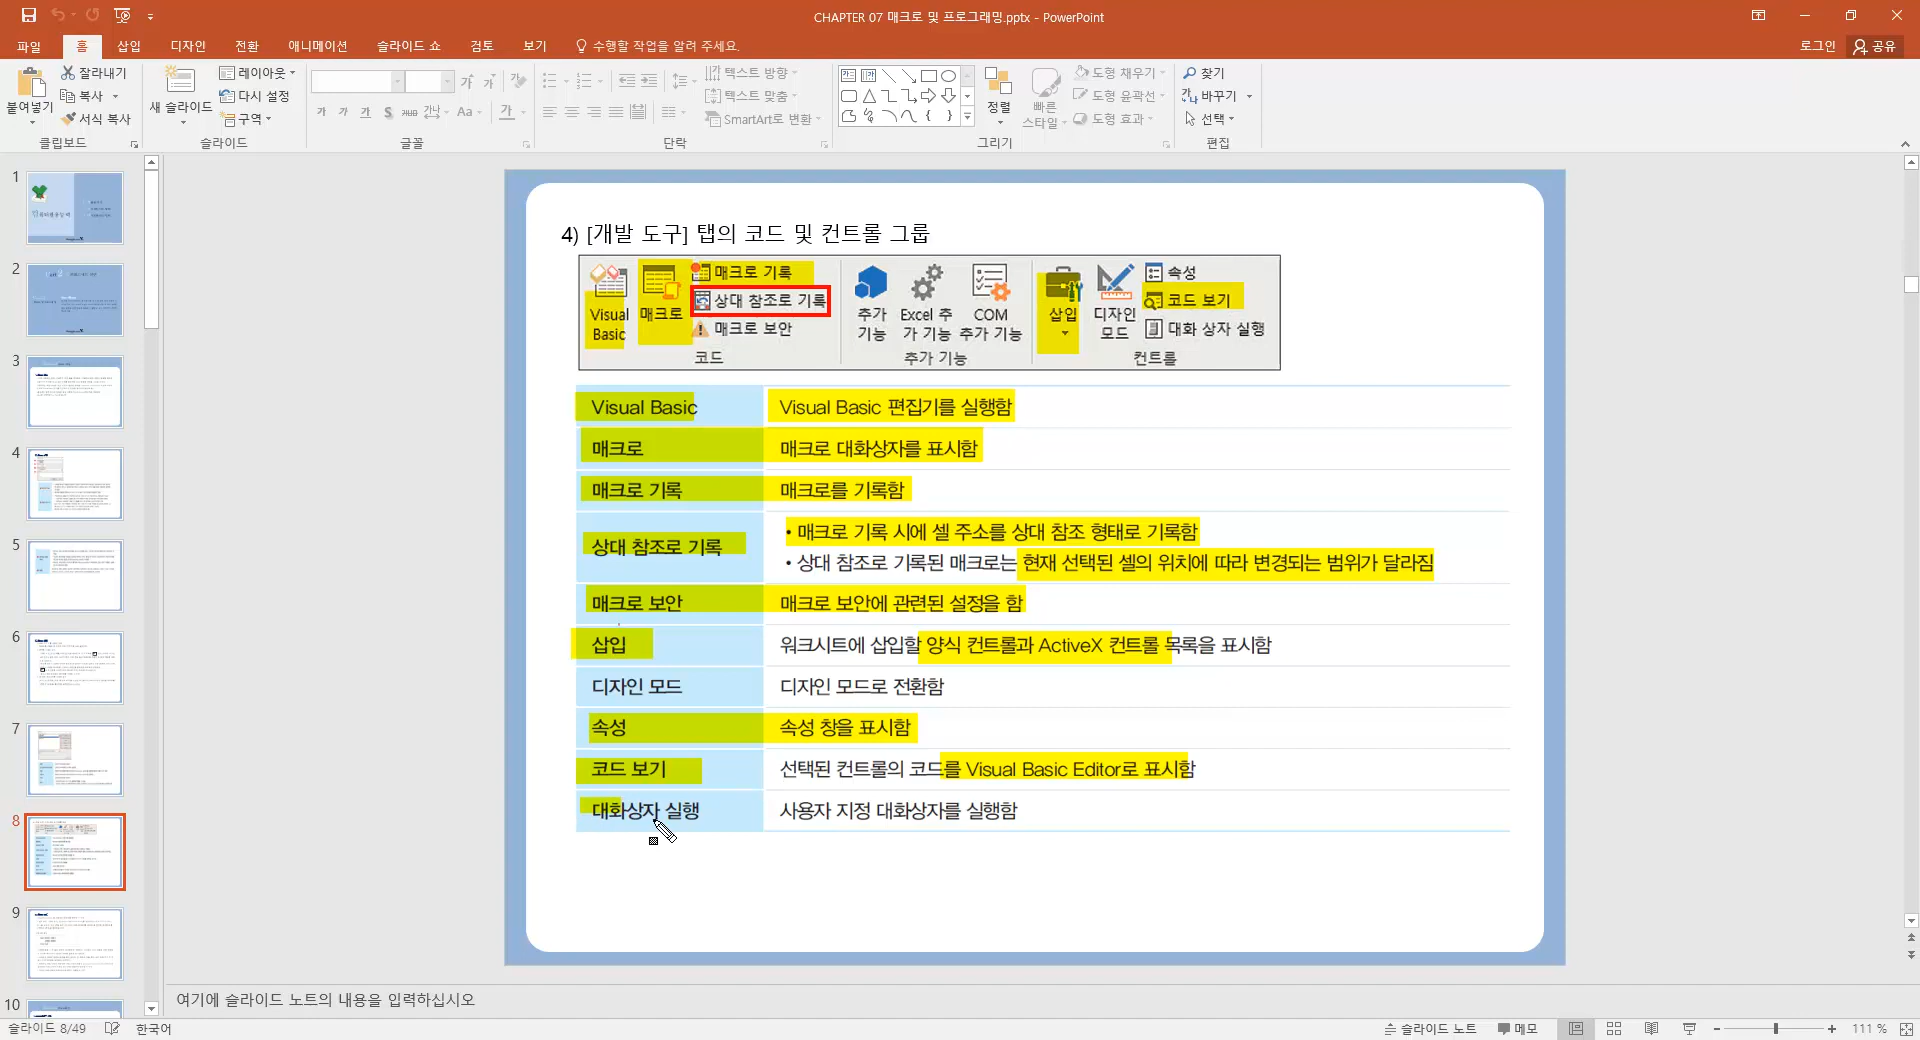 CHAPTER 07 매크로 및 프로그래밍.pptx - PowerPoint
파일 홈 삽입 디자인 전환 애니메이션 슬라이드 쇼 검토 보기 수행할 작업을 알려 주세요. 로그인 공유
붙여넣기 잘라내기 복사 서식 복사 클립보드
새 슬라이드 레이아웃 다시 설정 구역 슬라이드
가 가 가 S 가나다 간 Aa 가 글꼴
텍스트 방향 텍스트 맞춤 SmartArt로 변환 단락
정렬 빠른 스타일 도형 채우기 도형 윤곽선 도형 효과 그리기
찾기 바꾸기 선택 편집
1
2
3
4
5
6
7
8
9
10
4) [개발 도구] 탭의 코드 및 컨트롤 그룹
Visual Basic 매크로 매크로 기록 상대 참조로 기록 매크로 보안 코드
추가 기능 Excel 추가 기능 COM 추가 기능 추가 기능
삽입 디자인 모드 속성 코드 보기 대화 상자 실행 컨트롤
Visual Basic Visual Basic 편집기를 실행함
매크로 매크로 대화상자를 표시함
매크로 기록 매크로를 기록함
상대 참조로 기록 • 매크로 기록 시에 셀 주소를 상대 참조 형태로 기록함
• 상대 참조로 기록된 매크로는 현재 선택된 셀의 위치에 따라 변경되는 범위가 달라짐
매크로 보안 매크로 보안에 관련된 설정을 함
삽입 워크시트에 삽입할 양식 컨트롤과 ActiveX 컨트롤 목록을 표시함
디자인 모드 디자인 모드로 전환함
속성 속성 창을 표시함
코드 보기 선택된 컨트롤의 코드를 Visual Basic Editor로 표시함
대화상자 실행 사용자 지정 대화상자를 실행함
여기에 슬라이드 노트의 내용을 입력하십시오
슬라이드 8/49 한국어 슬라이드 노트 메모 111 %